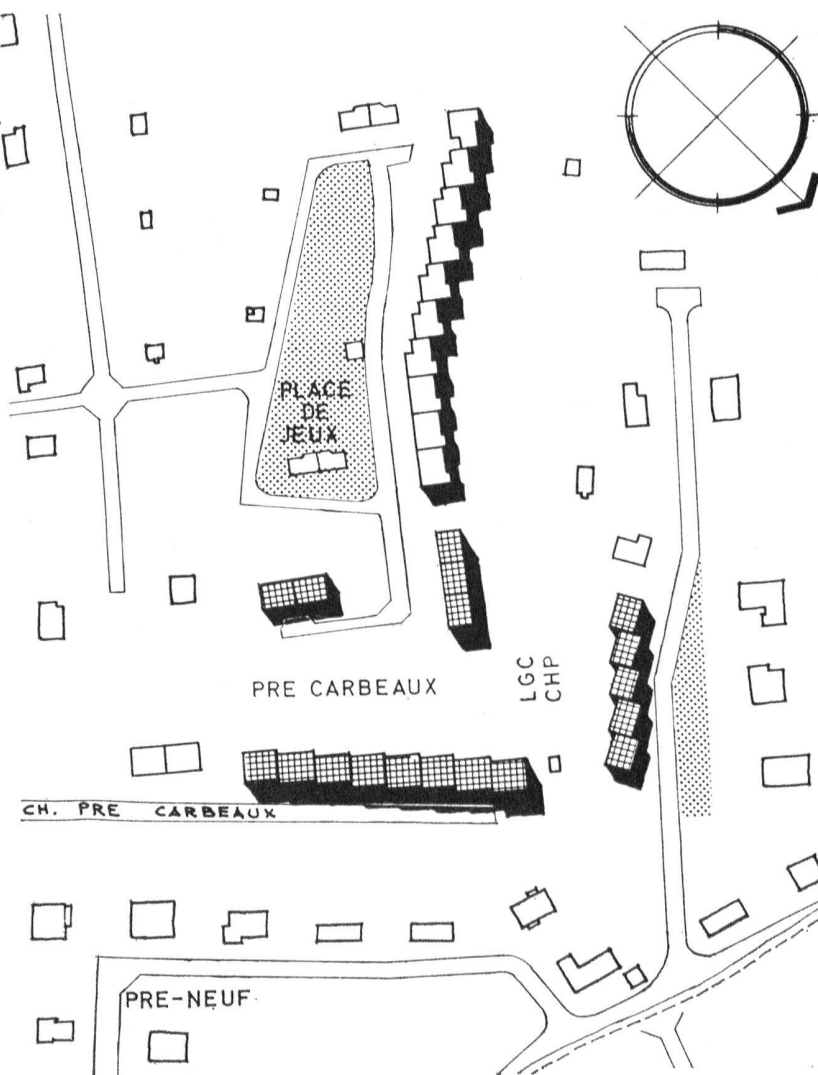 PLACE
DE
JEUX
PRE CARBEAUX
LGC
CHP
CH. PRE CARBEAUX
PRE-NEUF